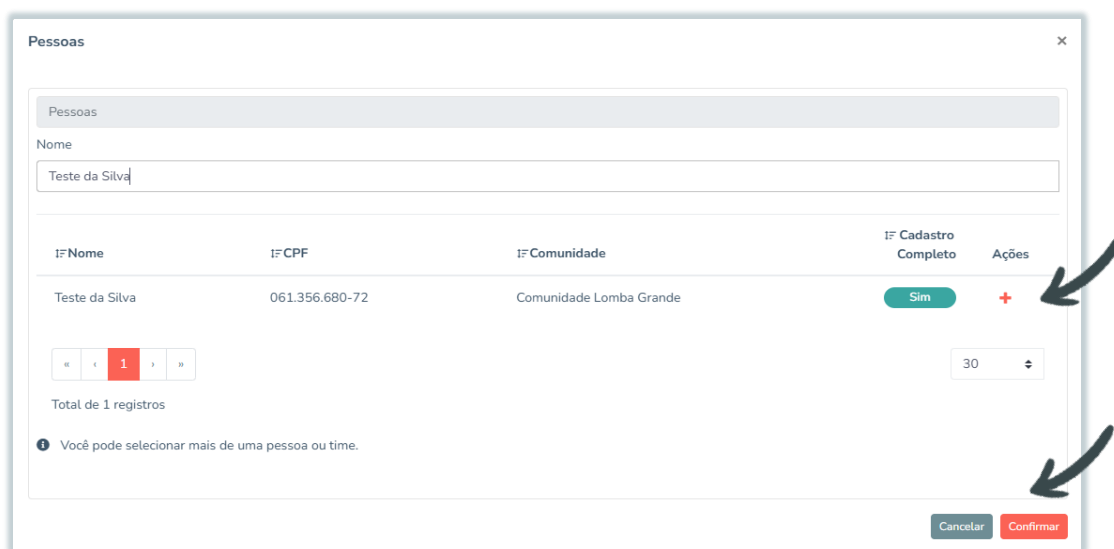 Pessoas ×
Pessoas
Nome
Teste da Silva
Nome CPF Comunidade Cadastro Completo Ações
Teste da Silva 061.356.680-72 Comunidade Lomba Grande Sim +
« ‹ 1 › » 30
Total de 1 registros
Você pode selecionar mais de uma pessoa ou time.
Cancelar Confirmar